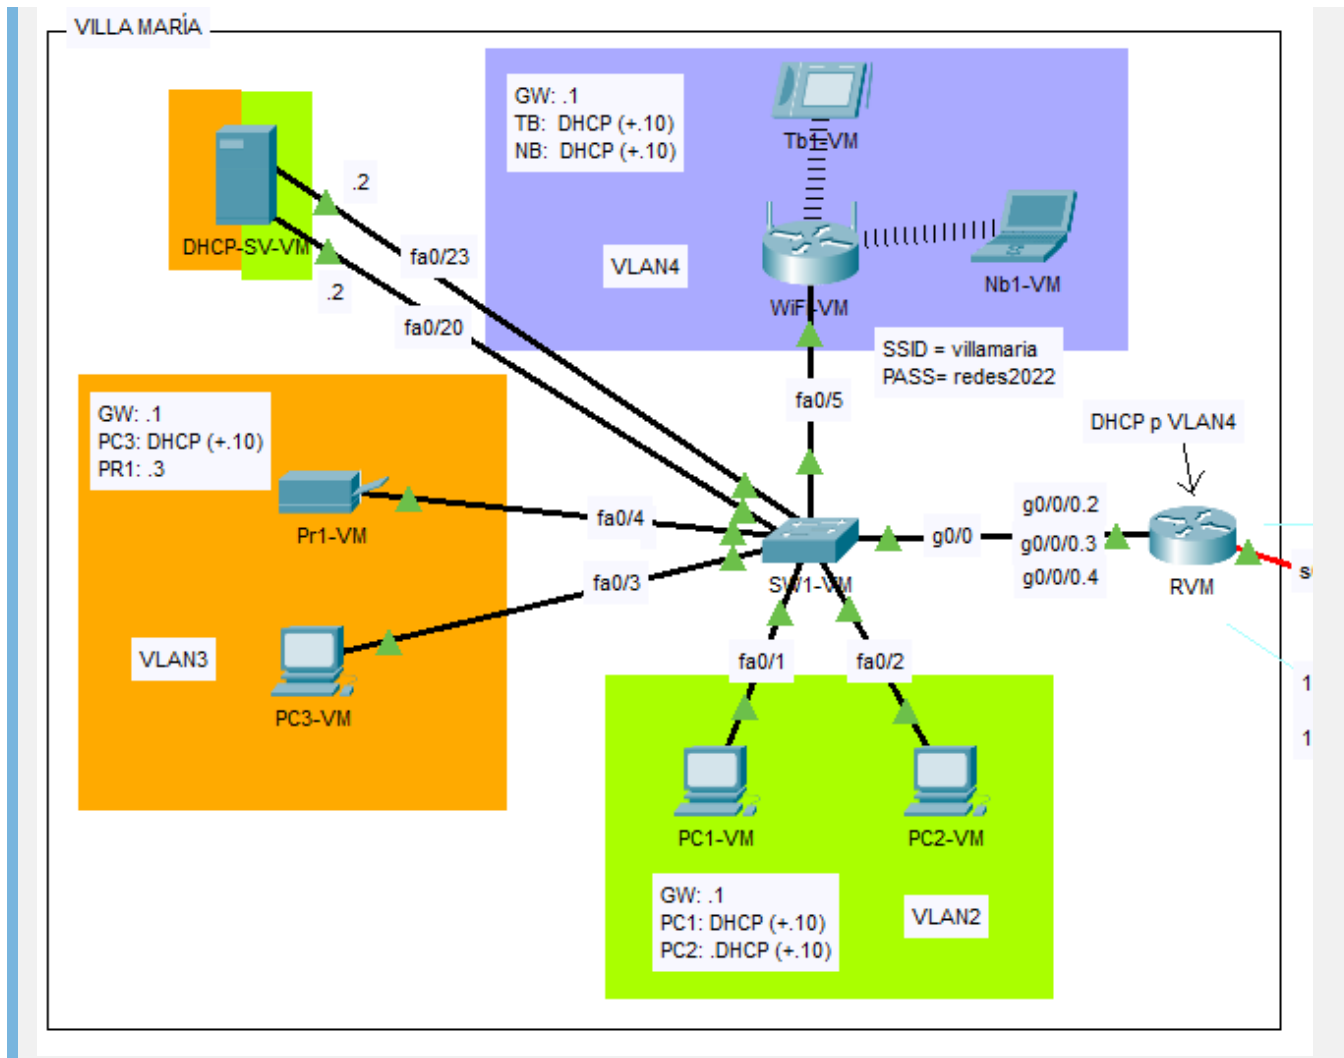 VILLA MARÍA
GW: .1
TB: DHCP (+.10)
NB: DHCP (+.10)
Tb1-VM
.2
DHCP-SV-VM
fa0/23
VLAN4
Nb1-VM
.2
WiFi-VM
fa0/20
SSID = villamaria
PASS= redes2022
fa0/5
GW: .1
PC3: DHCP (+.10)
PR1: .3
DHCP p VLAN4
fa0/4
g0/0/0.2
Pr1-VM
g0/0
g0/0/0.3
fa0/3
SW1-VM
g0/0/0.4
RVM
VLAN3
fa0/1
fa0/2
PC3-VM
1
1
PC1-VM
PC2-VM
GW: .1
PC1: DHCP (+.10)
PC2: .DHCP (+.10)
VLAN2